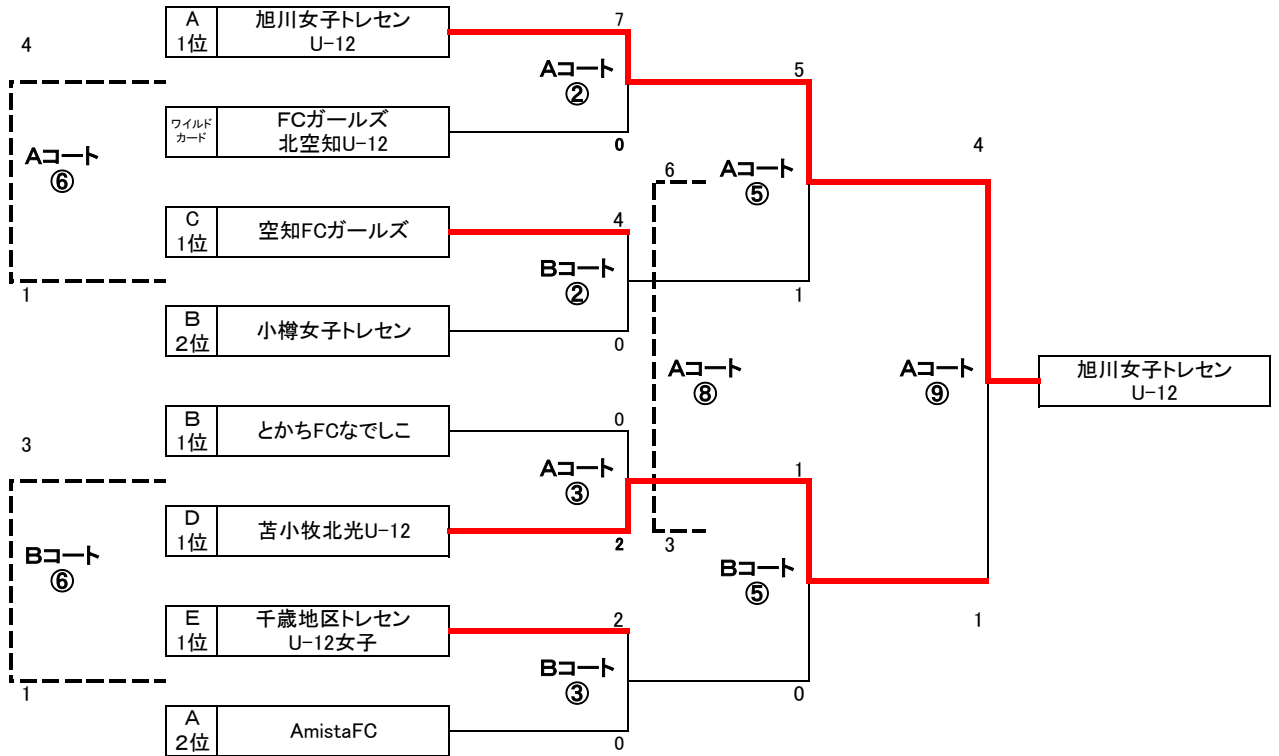 A
1位
旭川女子トレセン
U-12
7
4
5
Aコート
②
ワイルド
カード
FCガールズ
北空知U-12
0
4
Aコート
⑥
6
Aコート
⑤
C
1位
空知FCガールズ
4
Bコート
②
1
1
B
2位
小樽女子トレセン
0
Aコート
⑧
Aコート
⑨
旭川女子トレセン
U-12
B
1位
とかちFCなでしこ
0
3
Aコート
③
1
D
1位
苫小牧北光U-12
2
3
Bコート
⑥
Bコート
⑤
E
1位
千歳地区トレセン
U-12女子
2
1
Bコート
③
1
0
A
2位
AmistaFC
0